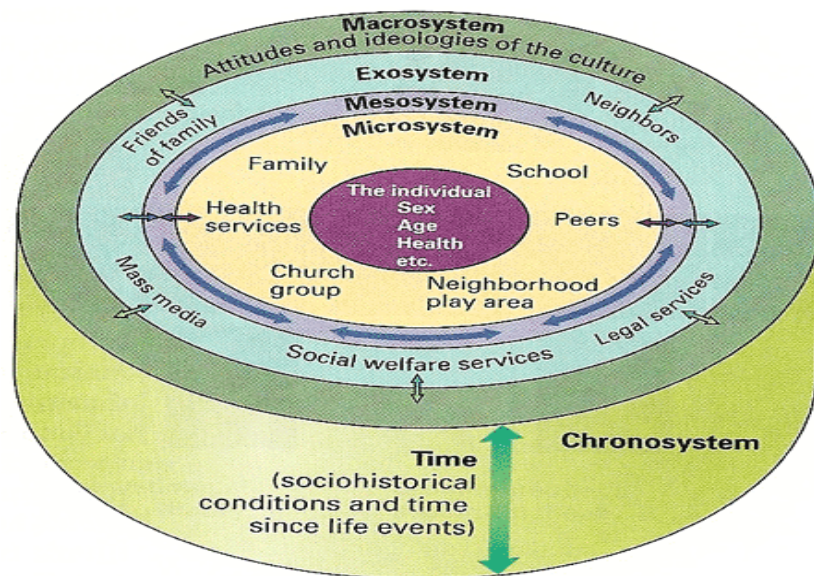 Macrosystem
Attitudes and ideologies of the culture
Exosystem
Mesosystem
Microsystem
Friends
of family
Neighbors
Family
School
The individual
Sex
Age
Health
etc.
Health
services
Peers
Church
group
Neighborhood
play area
Mass media
Legal services
Social welfare services
Chronosystem
Time
(sociohistorical
conditions and time
since life events)